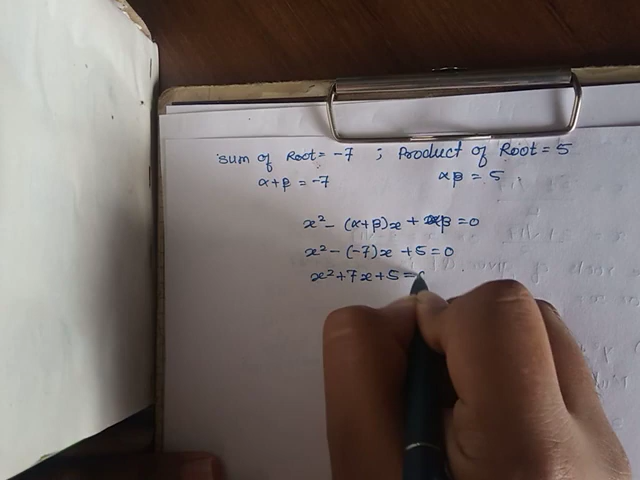 Sum of Root = -7 ; Product of Root = 5
α+β = -7 αβ = 5
x² - (α+β)x + αβ = 0
x² - (-7)x + 5 = 0
x² + 7x + 5 =